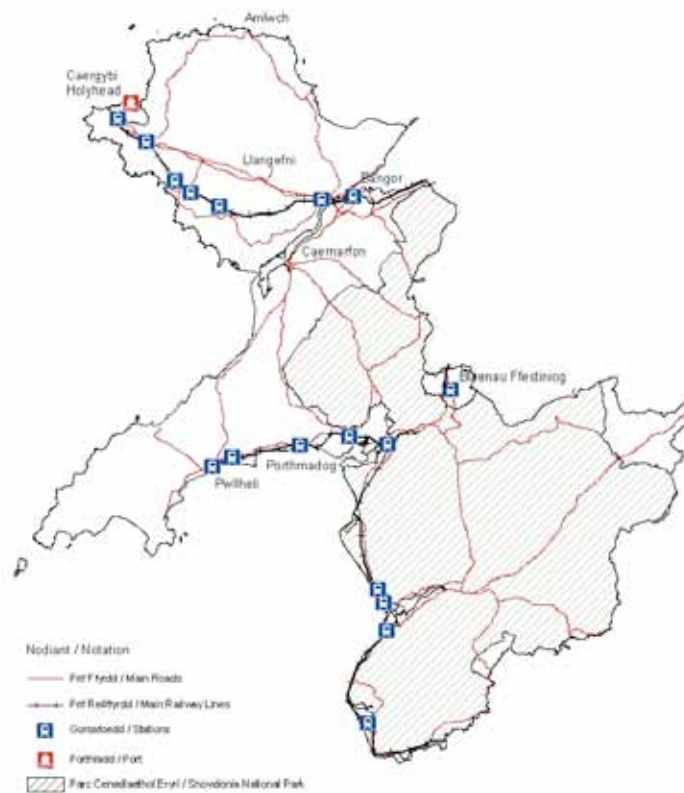 Amlwch
Caergybi
Holyhead
Llangefni
Bangor
Caernarfon
Blaenau Ffestiniog
Porthmadog
Pwllheli
Nodiant / Notation
Prif Ffyrdd / Main Roads
Prif Reilffyrdd / Main Railway Lines
Gorsafoedd / Stations
Porthladd / Port
Parc Cenedlaethol Eryri / Snowdonia National Park